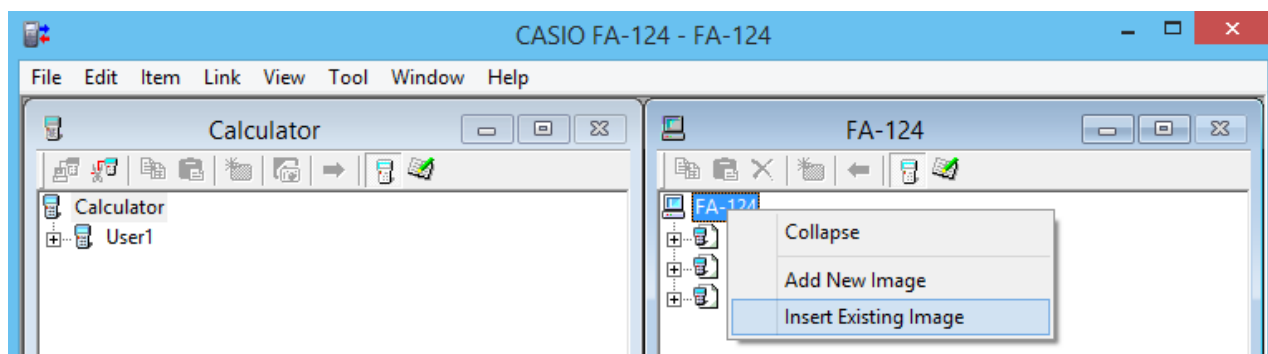 CASIO FA-124 - FA-124
File Edit Item Link View Tool Window Help
Calculator
FA-124
Calculator
User1
FA-124
Collapse
Add New Image
Insert Existing Image